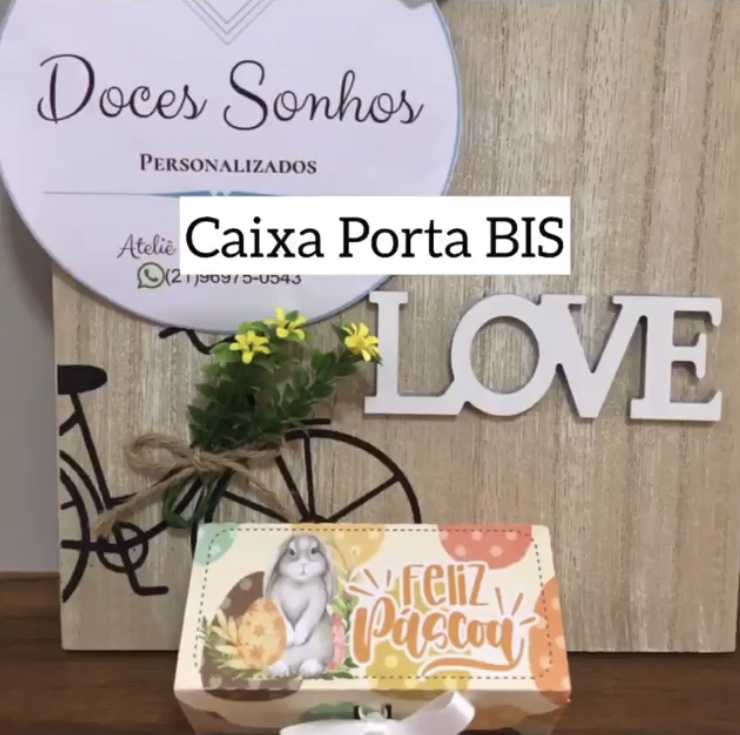 Doces Sonhos
PERSONALIZADOS
Ateliê
Caixa Porta BIS
(21)96975-0543
LOVE
FELIZ
Páscoa